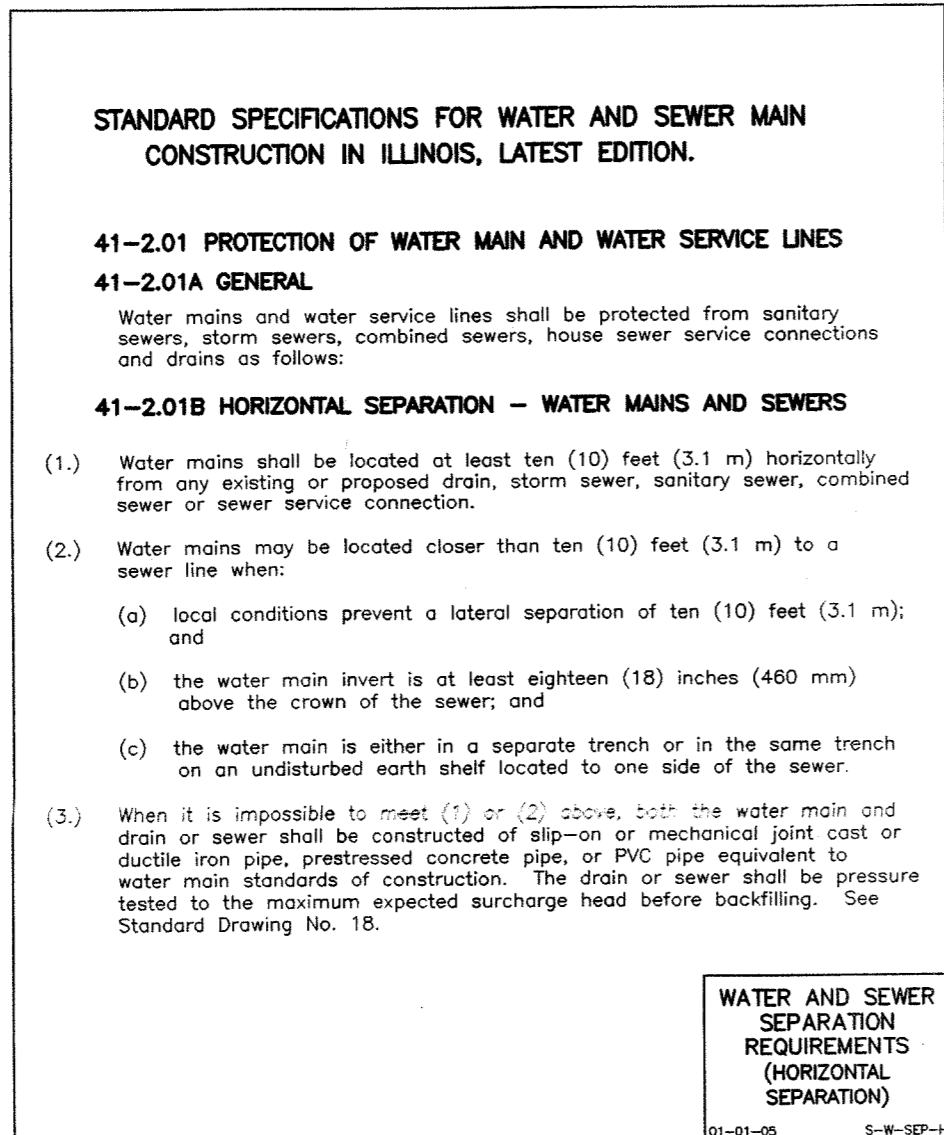 STANDARD SPECIFICATIONS FOR WATER AND SEWER MAIN
CONSTRUCTION IN ILLINOIS, LATEST EDITION.
41-2.01 PROTECTION OF WATER MAIN AND WATER SERVICE LINES
41-2.01A GENERAL
Water mains and water service lines shall be protected from sanitary
sewers, storm sewers, combined sewers, house sewer service connections
and drains as follows:
41-2.01B HORIZONTAL SEPARATION - WATER MAINS AND SEWERS
(1.) Water mains shall be located at least ten (10) feet (3.1 m) horizontally
from any existing or proposed drain, storm sewer, sanitary sewer, combined
sewer or sewer service connection.
(2.) Water mains may be located closer than ten (10) feet (3.1 m) to a
sewer line when:
(a) local conditions prevent a lateral separation of ten (10) feet (3.1 m);
and
(b) the water main invert is at least eighteen (18) inches (460 mm)
above the crown of the sewer; and
(c) the water main is either in a separate trench or in the same trench
on an undisturbed earth shelf located to one side of the sewer.
(3.) When it is impossible to meet (1) or (2) above, both the water main and
drain or sewer shall be constructed of slip-on or mechanical joint cast or
ductile iron pipe, prestressed concrete pipe, or PVC pipe equivalent to
water main standards of construction. The drain or sewer shall be pressure
tested to the maximum expected surcharge head before backfilling. See
Standard Drawing No. 18.
WATER AND SEWER
SEPARATION
REQUIREMENTS
(HORIZONTAL
SEPARATION)
01-01-05 S-W-SEP-H